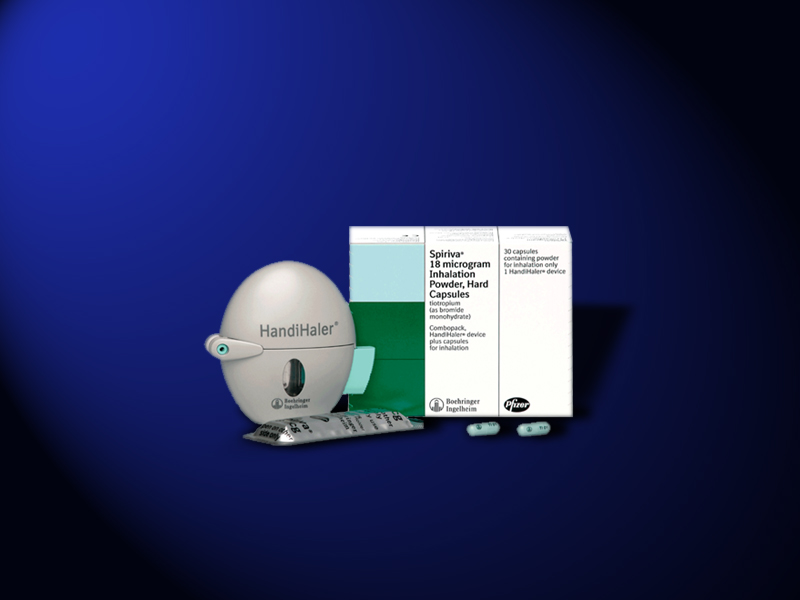 HandiHaler®
Boehringer
Ingelheim
Spiriva®
18 microgram
Inhalation
Powder, Hard
Capsules
tiotropium
(as bromide
monohydrate)
Combopack,
HandiHaler® device
plus capsules
for inhalation
Boehringer
Ingelheim
30 capsules
containing powder
for inhalation only
1 HandiHaler® device
Pfizer